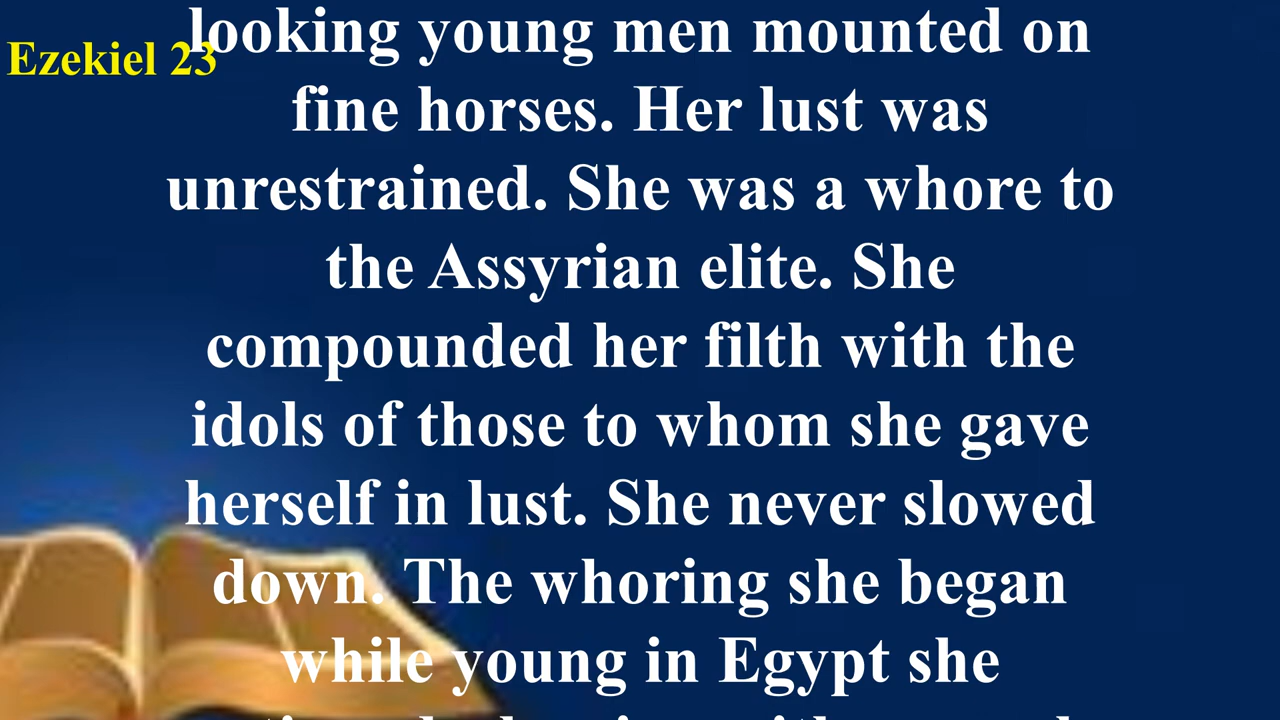 Ezekiel 23
looking young men mounted on
fine horses. Her lust was
unrestrained. She was a whore to
the Assyrian elite. She
compounded her filth with the
idols of those to whom she gave
herself in lust. She never slowed
down. The whoring she began
while young in Egypt she